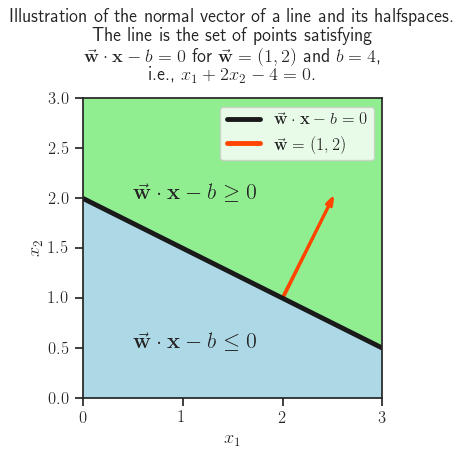 Illustration of the normal vector of a line and its halfspaces.
The line is the set of points satisfying
$\vec{\mathbf{w}} \cdot \mathbf{x} - b = 0$ for $\vec{\mathbf{w}} = (1, 2)$ and $b = 4$,
i.e., $x_1 + 2x_2 - 4 = 0$.
$\vec{\mathbf{w}} \cdot \mathbf{x} - b = 0$
$\vec{\mathbf{w}} = (1, 2)$
$\vec{\mathbf{w}} \cdot \mathbf{x} - b \geq 0$
$\vec{\mathbf{w}} \cdot \mathbf{x} - b \leq 0$
3.0
2.5
2.0
1.5
1.0
0.5
0.0
$x_2$
0 1 2 3
$x_1$